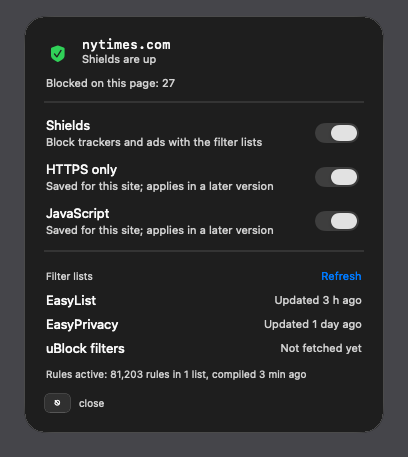 nytimes.com
Shields are up
Blocked on this page: 27
Shields
Block trackers and ads with the filter lists
HTTPS only
Saved for this site; applies in a later version
JavaScript
Saved for this site; applies in a later version
Filter lists Refresh
EasyList Updated 3 h ago
EasyPrivacy Updated 1 day ago
uBlock filters Not fetched yet
Rules active: 81,203 rules in 1 list, compiled 3 min ago
close